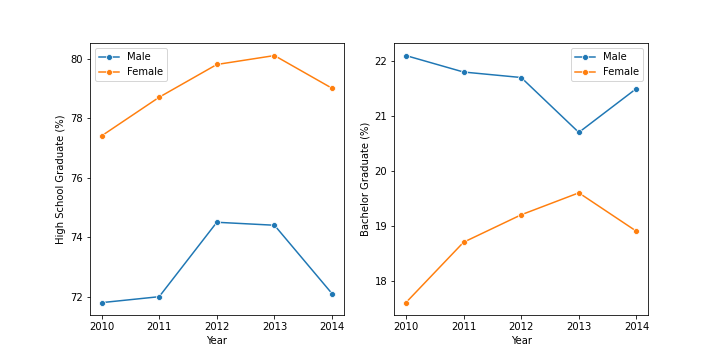 Male
Female
80
78
76
74
72
High School Graduate (%)
2010 2011 2012 2013 2014
Year
Male
Female
22
21
20
19
18
Bachelor Graduate (%)
2010 2011 2012 2013 2014
Year